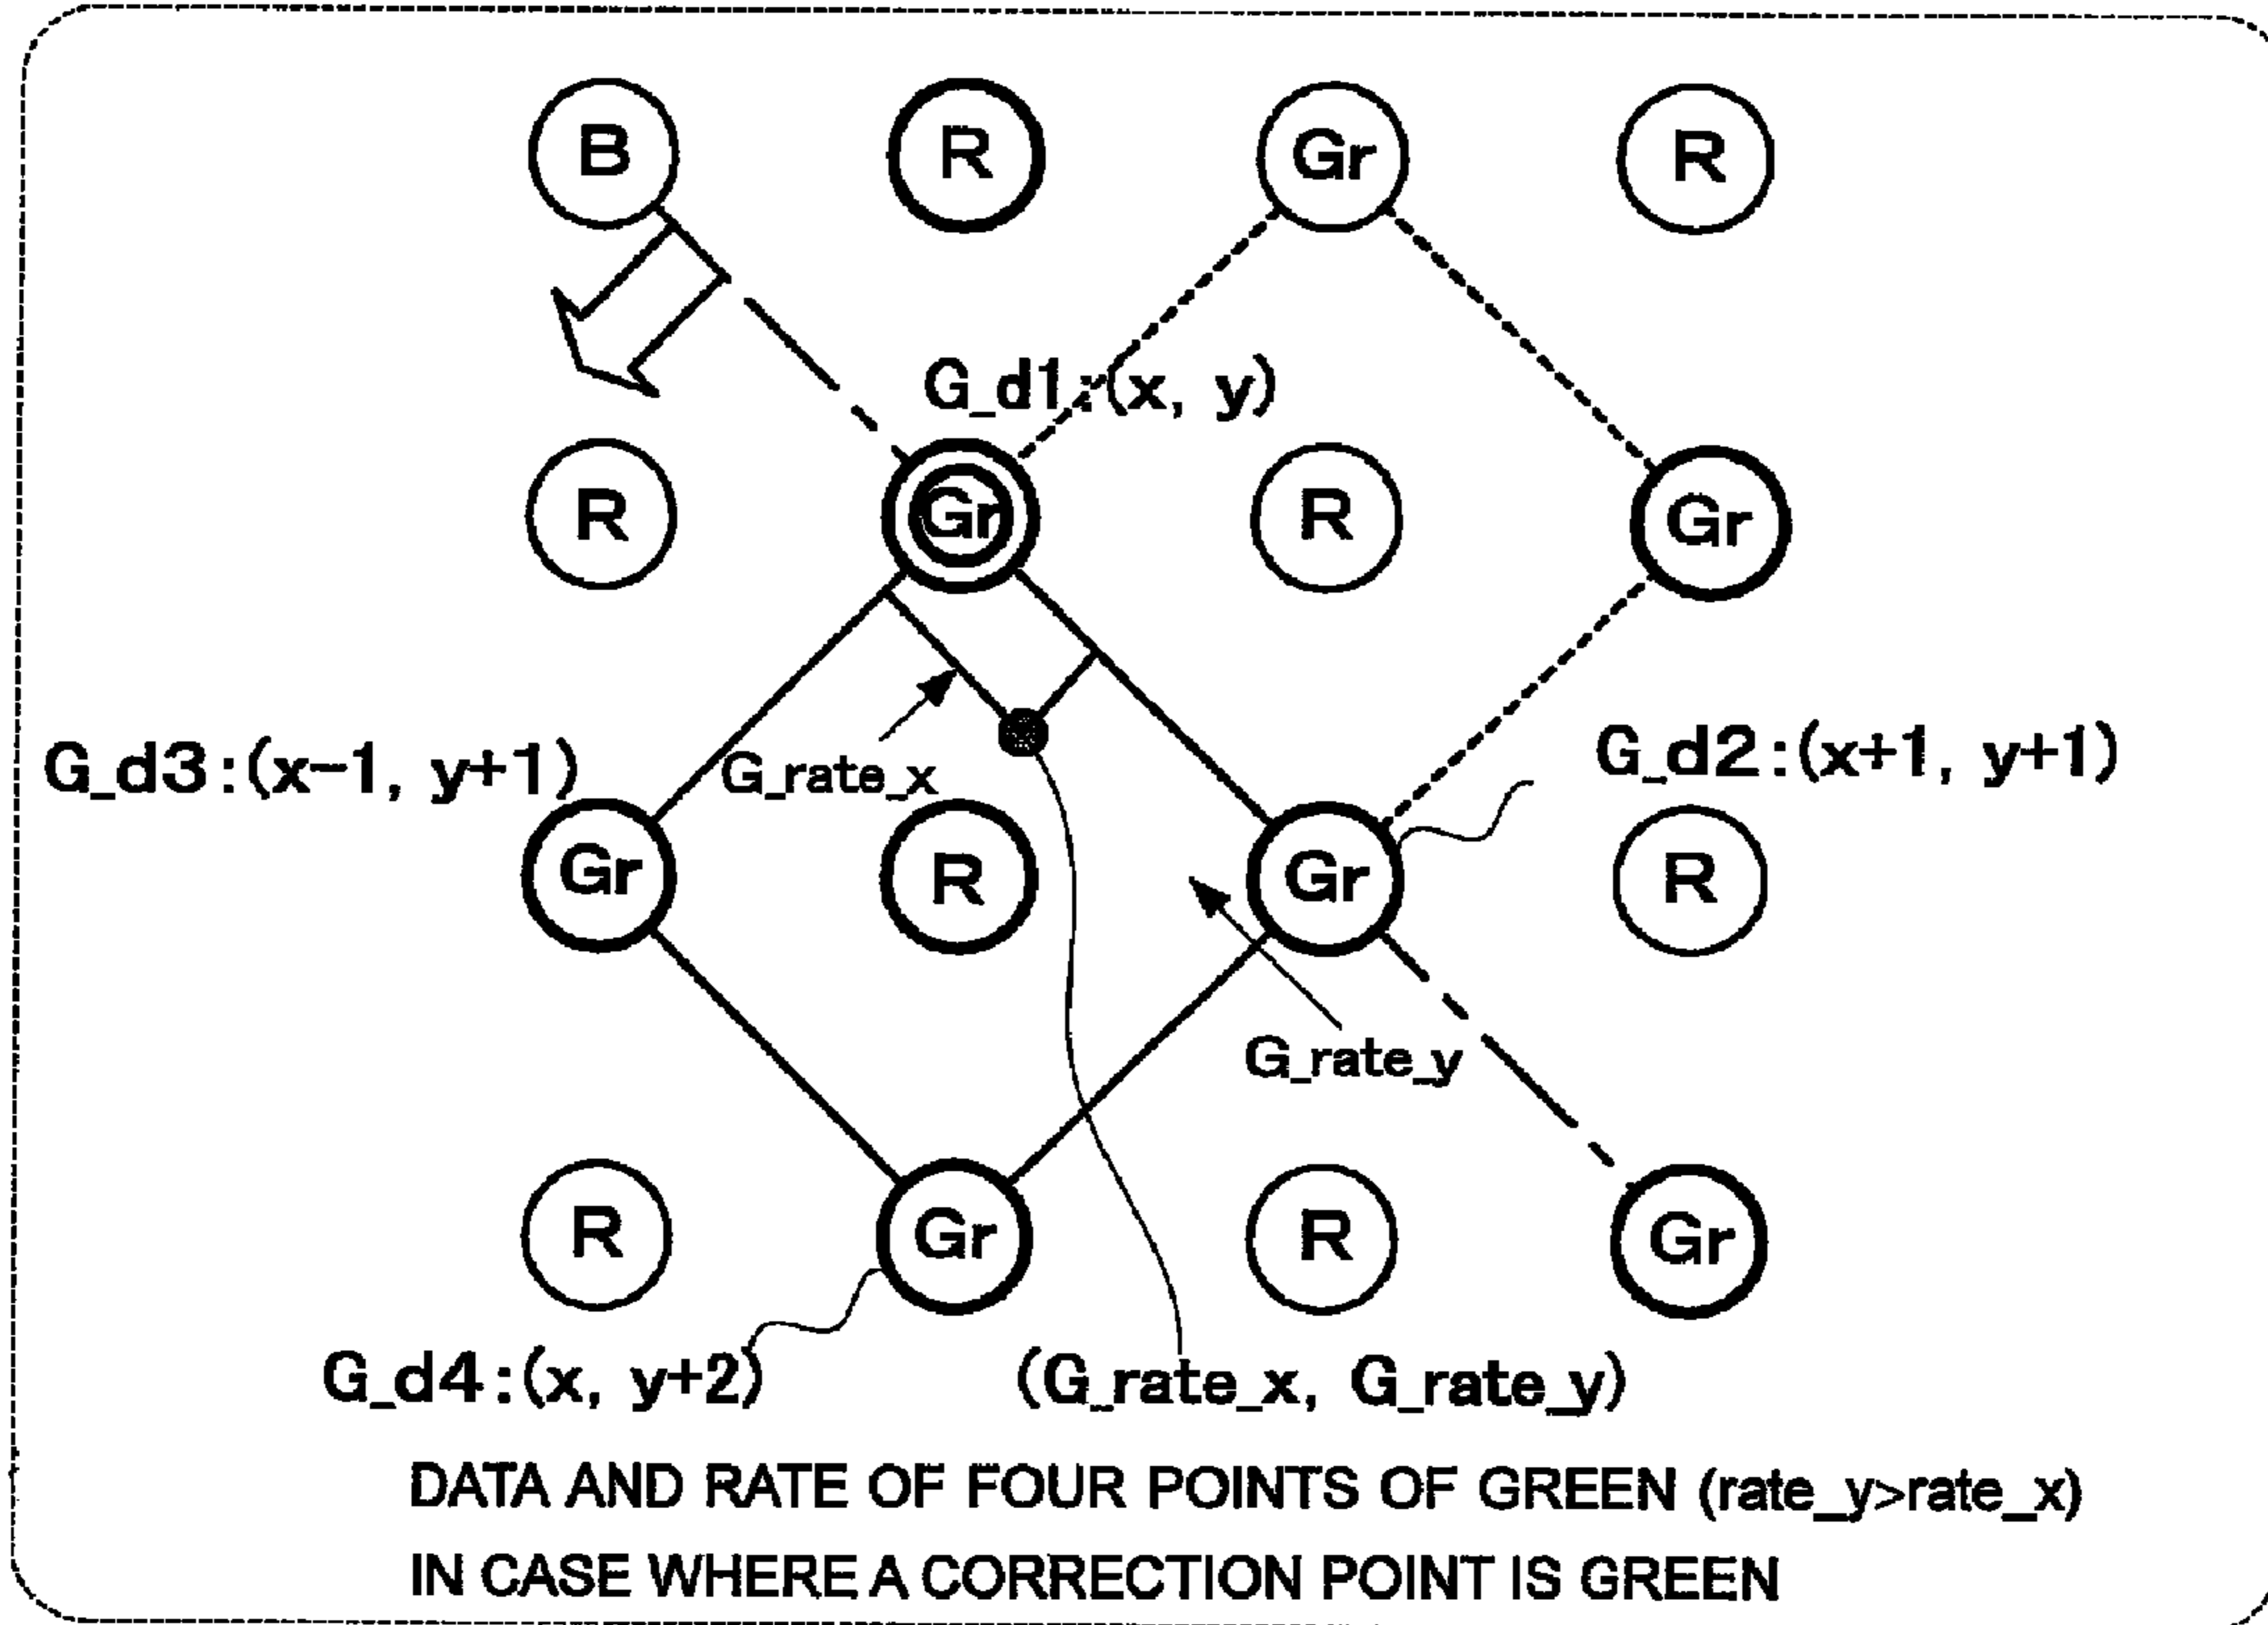 B R Gr R
G_d1:(x, y)
R Gr R Gr
G_d3:(x-1, y+1)
G_rate_x
G_d2:(x+1, y+1)
Gr R Gr R
G_rate_y
R Gr R Gr
G_d4:(x, y+2)
(G_rate_x, G_rate_y)
DATA AND RATE OF FOUR POINTS OF GREEN (rate_y>rate_x)
IN CASE WHERE A CORRECTION POINT IS GREEN